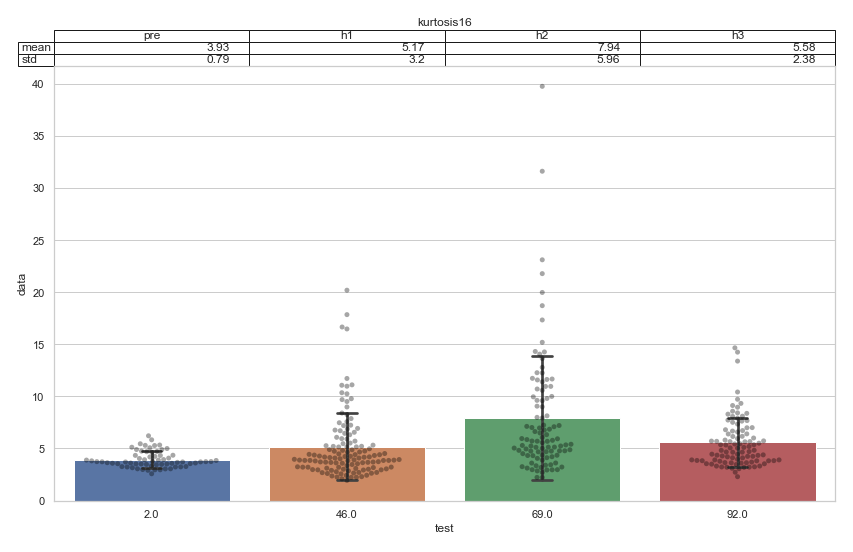 kurtosis16
pre h1 h2 h3
mean 3.93 5.17 7.94 5.58
std 0.79 3.2 5.96 2.38
40
35
30
25
20
15
10
5
0
data
2.0 46.0 69.0 92.0
test